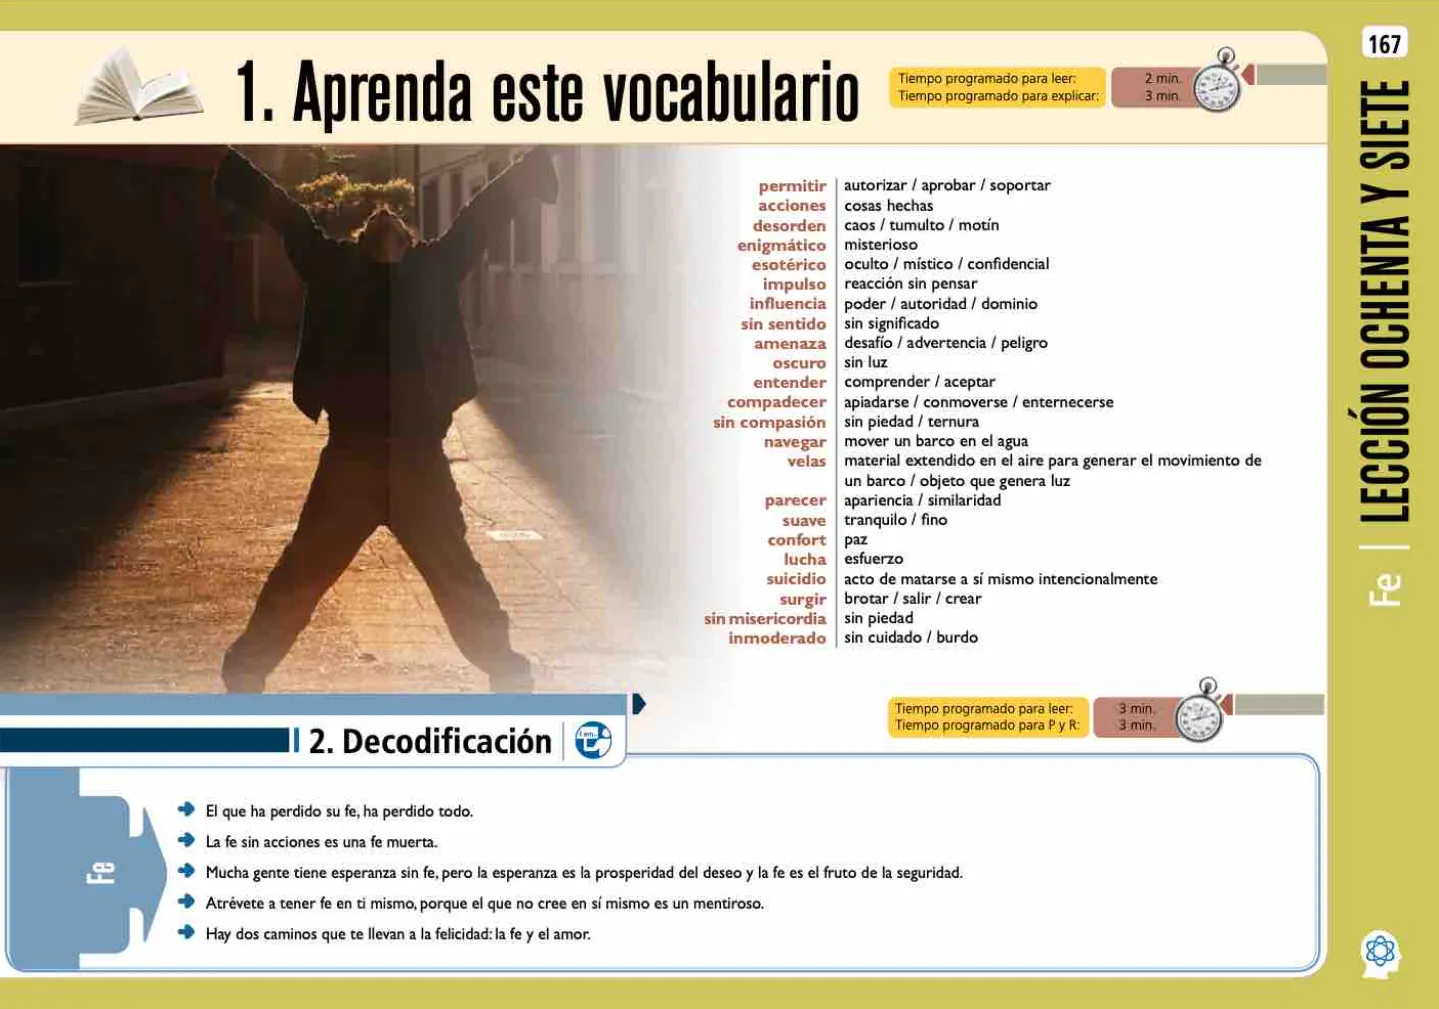 167
1. Aprenda este vocabulario
Tiempo programado para leer: 2 min.
Tiempo programado para explicar: 3 min.
permitir autorizar / aprobar / soportar
acciones cosas hechas
desorden caos / tumulto / motín
enigmático misterioso
esotérico oculto / místico / confidencial
impulso reacción sin pensar
influencia poder / autoridad / dominio
sin sentido sin significado
amenaza desafío / advertencia / peligro
oscuro sin luz
entender comprender / aceptar
compadecer apiadarse / conmoverse / enternecerse
sin compasión sin piedad / ternura
navegar mover un barco en el agua
velas material extendido en el aire para generar el movimiento de
un barco / objeto que genera luz
parecer apariencia / similaridad
suave tranquilo / fino
confort paz
lucha esfuerzo
suicidio acto de matarse a sí mismo intencionalmente
surgir brotar / salir / crear
sin misericordia sin piedad
inmoderado sin cuidado / burdo
Fe | LECCIÓN OCHENTA Y SIETE
Tiempo programado para leer: 3 min.
Tiempo programado para P y R: 3 min.
2. Decodificación
Fe
El que ha perdido su fe, ha perdido todo.
La fe sin acciones es una fe muerta.
Mucha gente tiene esperanza sin fe, pero la esperanza es la prosperidad del deseo y la fe es el fruto de la seguridad.
Atrévete a tener fe en ti mismo, porque el que no cree en sí mismo es un mentiroso.
Hay dos caminos que te llevan a la felicidad: la fe y el amor.